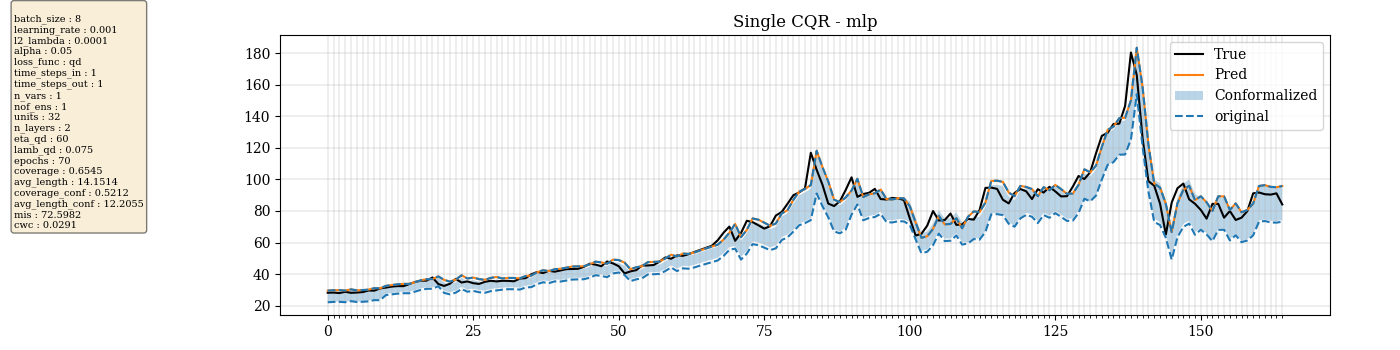 batch_size : 8
learning_rate : 0.001
l2_lambda : 0.0001
alpha : 0.05
loss_func : qd
time_steps_in : 1
time_steps_out : 1
n_vars : 1
nof_ens : 1
units : 32
n_layers : 2
eta_qd : 60
lamb_qd : 0.075
epochs : 70
coverage : 0.6545
avg_length : 14.1514
coverage_conf : 0.5212
avg_length_conf : 12.2055
mis : 72.5982
cwc : 0.0291
Single CQR - mlp
180
160
140
120
100
80
60
40
20
True
Pred
Conformalized
original
0 25 50 75 100 125 150